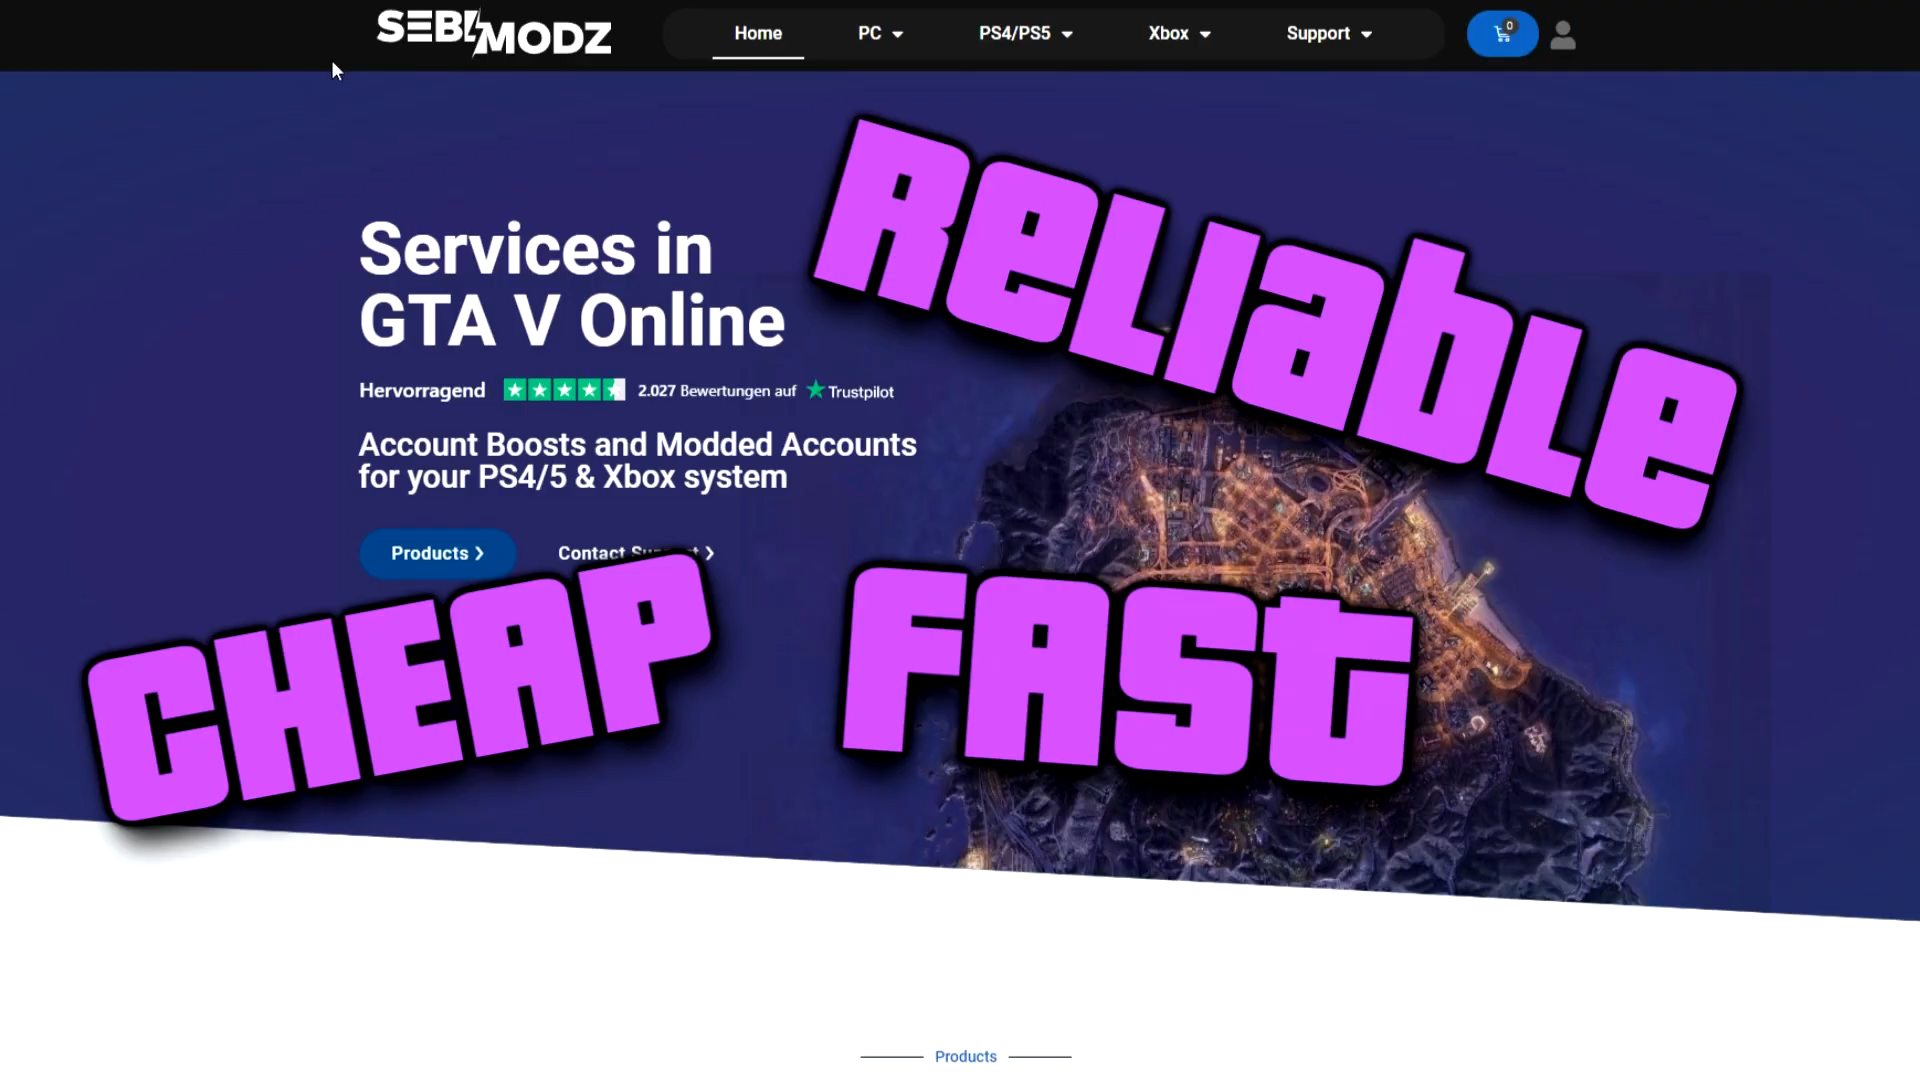 SEBI MODZ
Home
PC
PS4/PS5
Xbox
Support
0
Reliable
Services in
GTA V Online
Hervorragend
2.027 Bewertungen auf Trustpilot
Account Boosts and Modded Accounts
for your PS4/5 & Xbox system
Products
Contact
CHEAP
FAST
Products